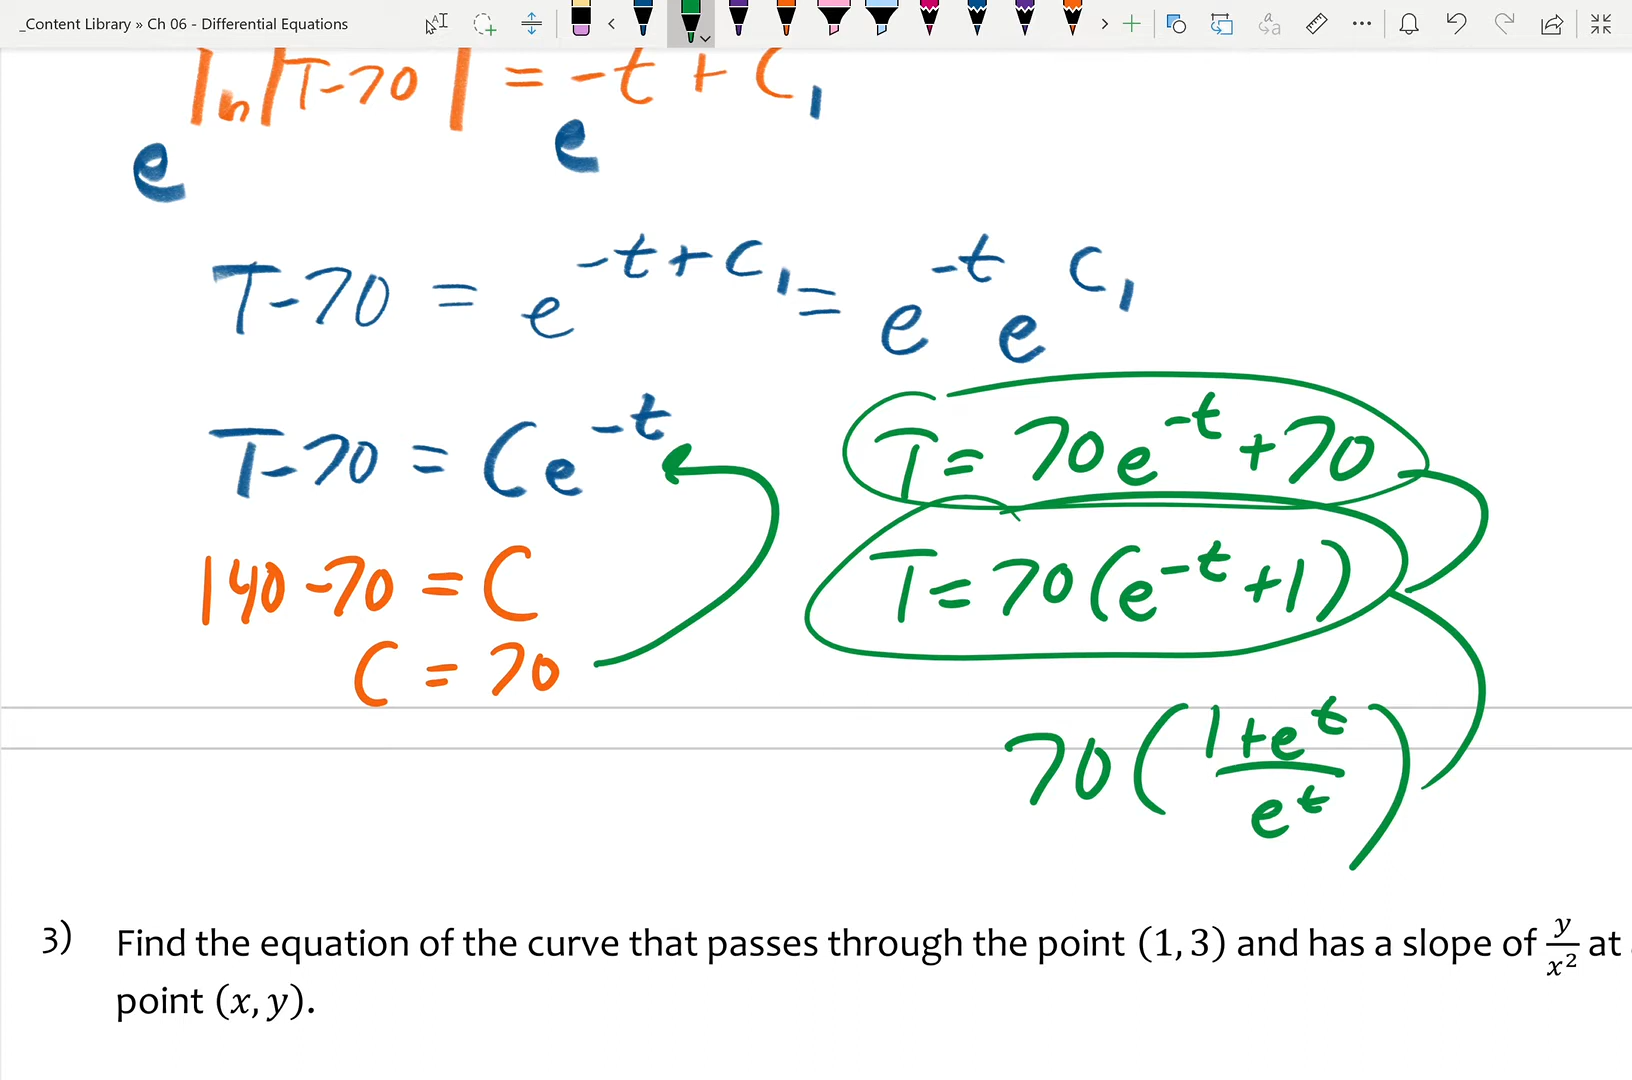 _Content Library » Ch 06 - Differential Equations
ln|T-70| = -t + C₁
e e
T-70 = e^(-t+C₁) = e^(-t) e^(C₁)
T-70 = Ce^(-t)
T = 70e^(-t) + 70
140-70 = C
T = 70(e^(-t) + 1)
C = 70
70((1+e^t)/(e^t))
3) Find the equation of the curve that passes through the point (1, 3) and has a slope of y/x² at
point (x, y).